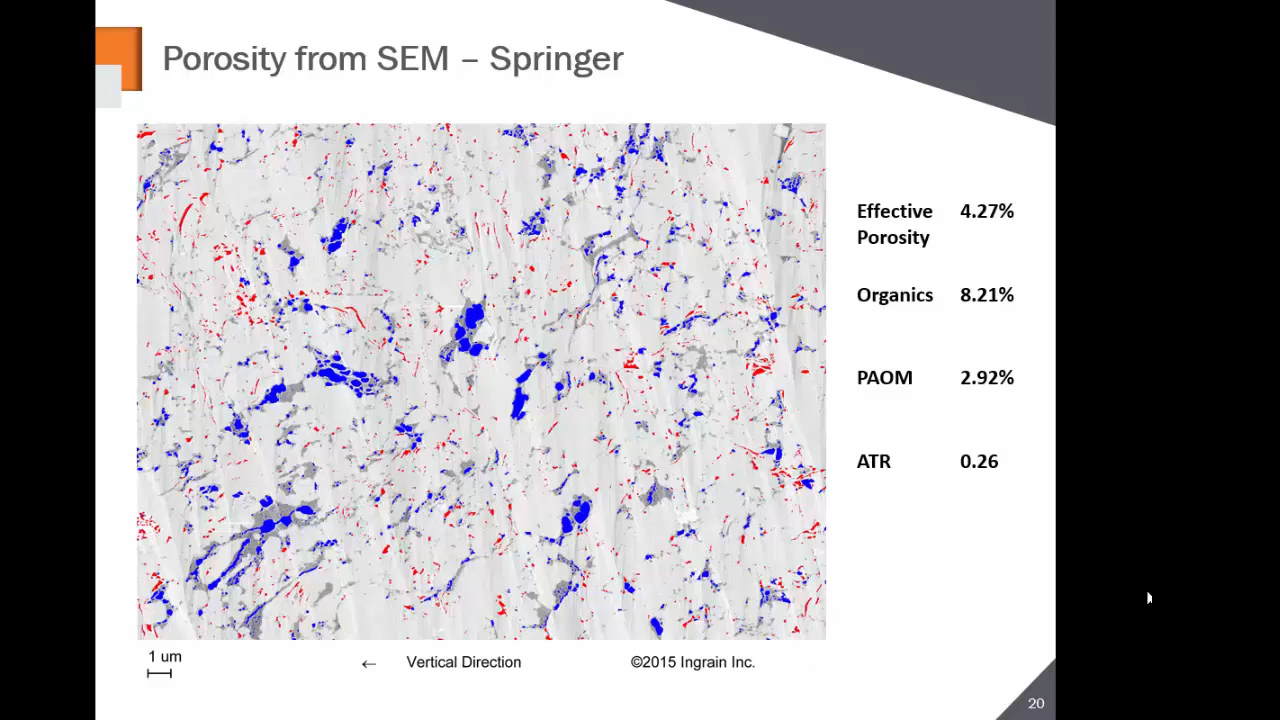 Porosity from SEM – Springer
Effective 4.27%
Porosity
Organics 8.21%
PAOM 2.92%
ATR 0.26
1 um
← Vertical Direction
©2015 Ingrain Inc.
20